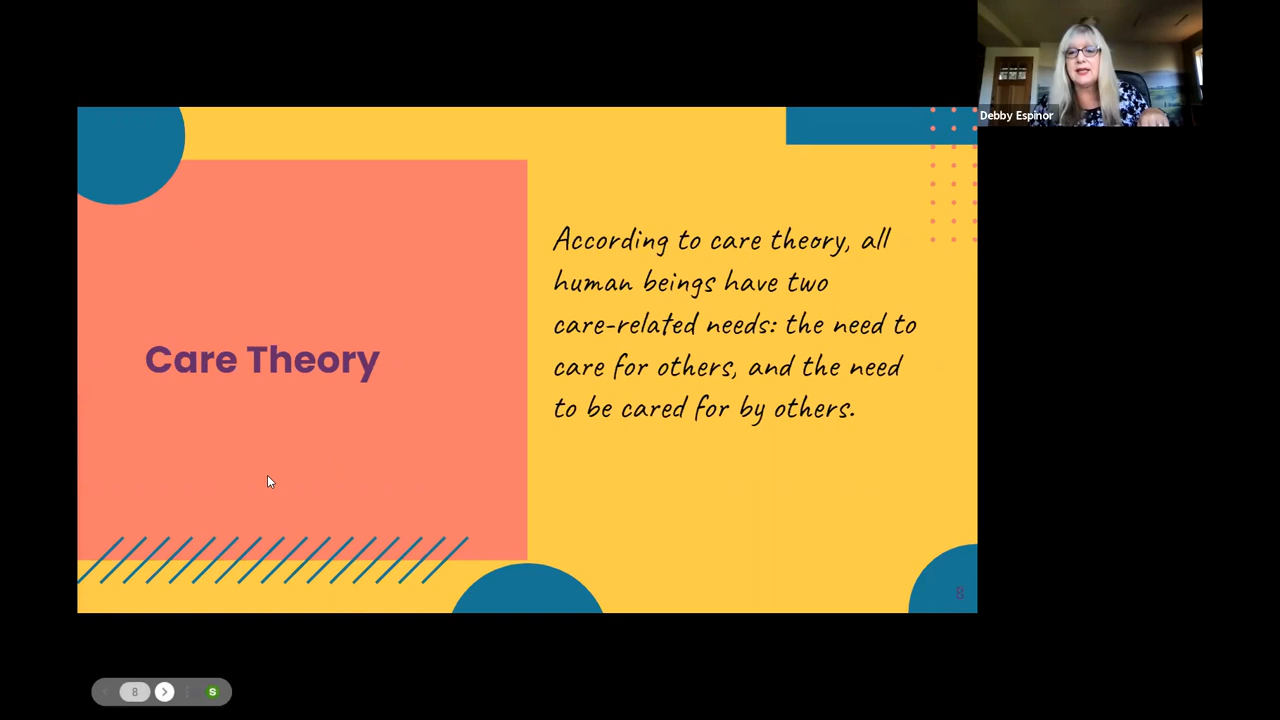 Debby Espinor
Care Theory
According to care theory, all
human beings have two
care-related needs: the need to
care for others, and the need
to be cared for by others.
8
8
S